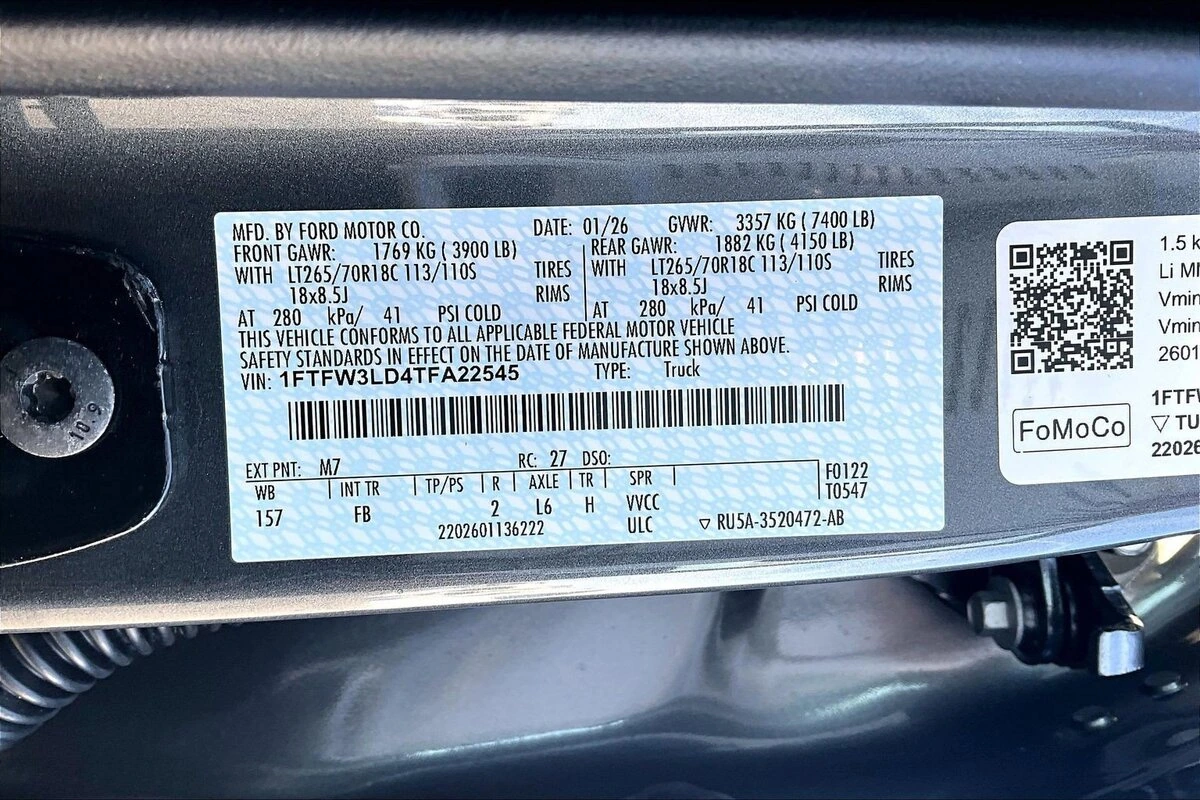 MFD. BY FORD MOTOR CO. DATE: 01/26 GVWR: 3357 KG ( 7400 LB)
FRONT GAWR: 1769 KG ( 3900 LB) REAR GAWR: 1882 KG ( 4150 LB)
WITH LT265/70R18C 113/110S TIRES WITH LT265/70R18C 113/110S TIRES
18x8.5J RIMS 18x8.5J RIMS
AT 280 kPa/ 41 PSI COLD AT 280 kPa/ 41 PSI COLD
THIS VEHICLE CONFORMS TO ALL APPLICABLE FEDERAL MOTOR VEHICLE
SAFETY STANDARDS IN EFFECT ON THE DATE OF MANUFACTURE SHOWN ABOVE.
VIN: 1FTFW3LD4TFA22545 TYPE: Truck
EXT PNT: M7 RC: 27 DSO:
WB INT TR TP/PS R AXLE TR SPR F0122
157 FB 2 L6 H VVCC T0547
2202601136222 ULC ▽ RU5A-3520472-AB
1.5 k
Li M
Vmin
Vmin
2601
FoMoCo
1FTF
▽ TU
22026
10.9